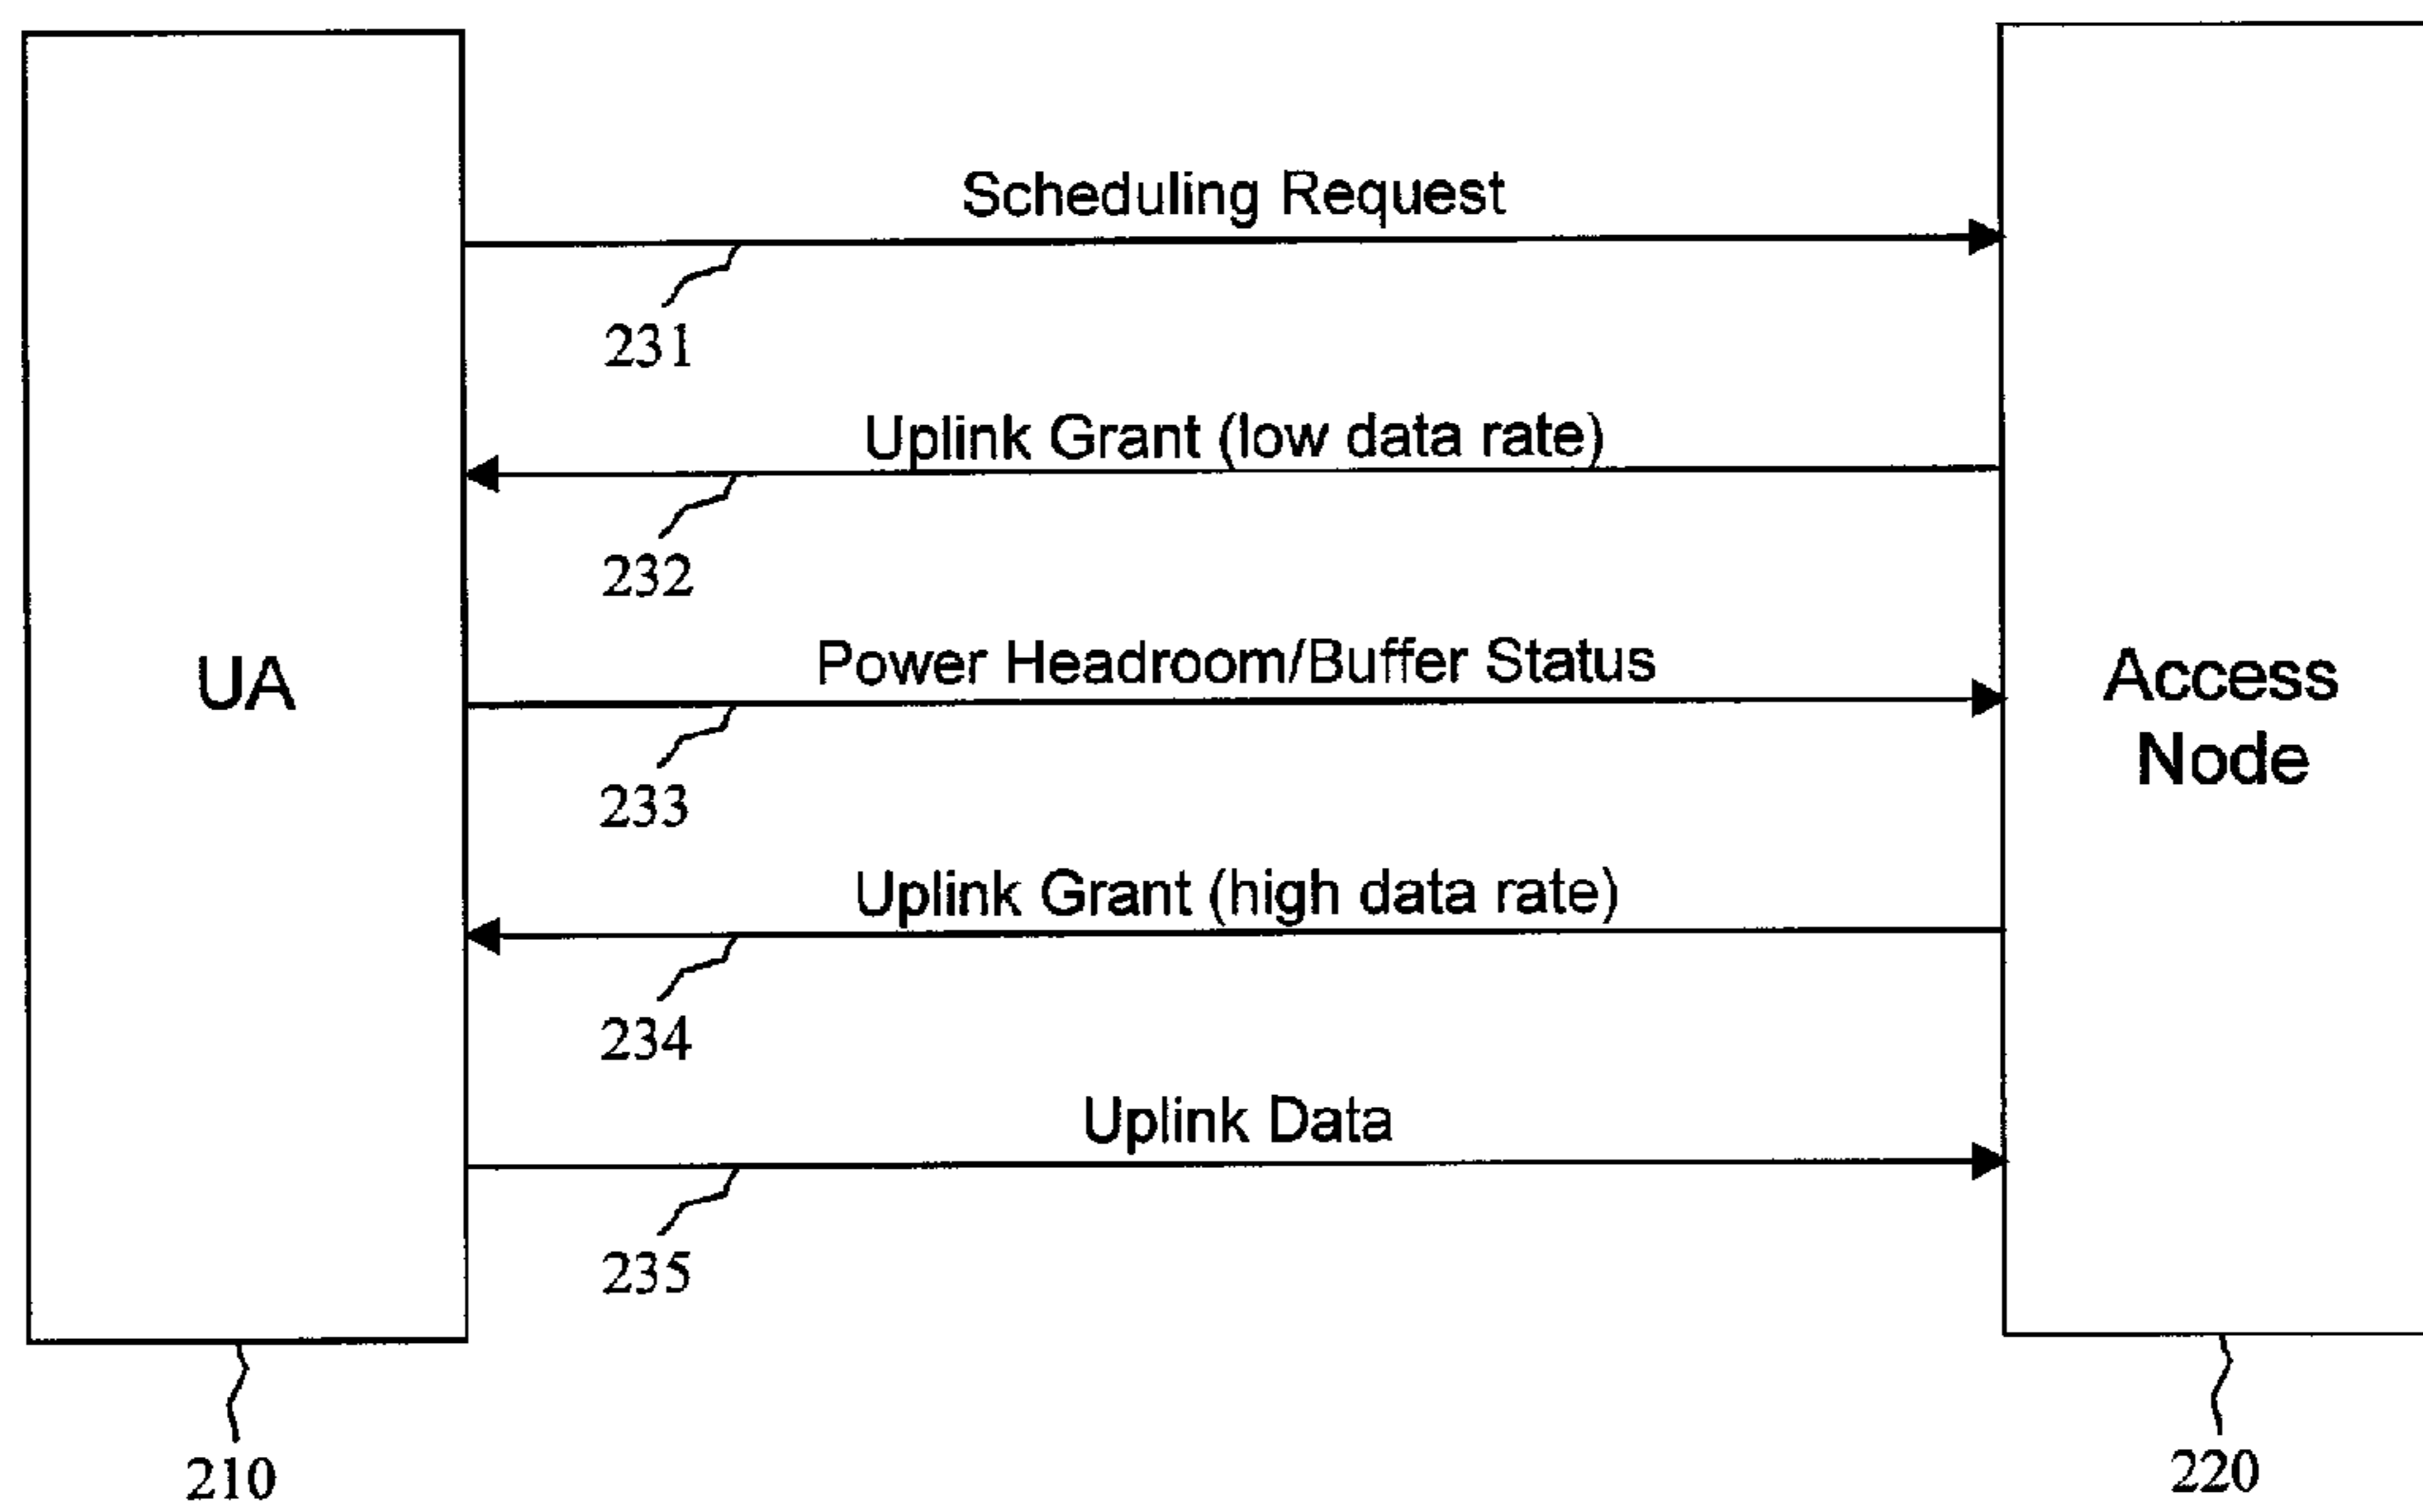 Scheduling Request
231
Uplink Grant (low data rate)
232
Power Headroom/Buffer Status
UA
Access
Node
233
Uplink Grant (high data rate)
234
Uplink Data
235
210
220